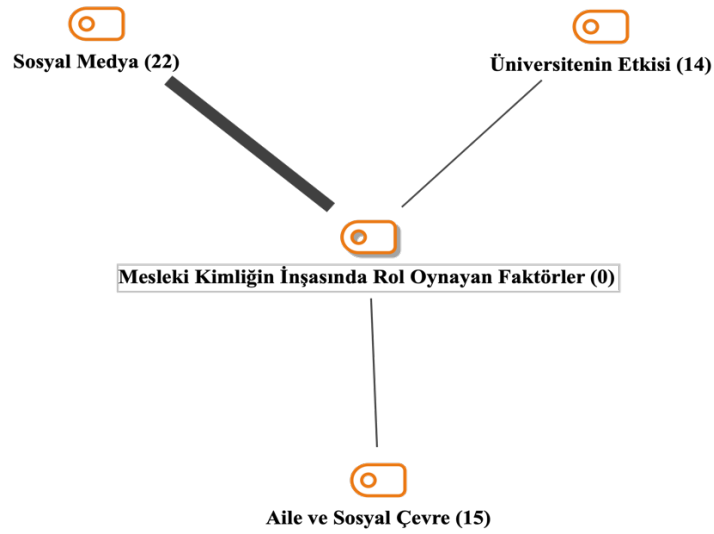 Sosyal Medya (22)
Üniversitenin Etkisi (14)
Mesleki Kimliğin İnşasında Rol Oynayan Faktörler (0)
Aile ve Sosyal Çevre (15)